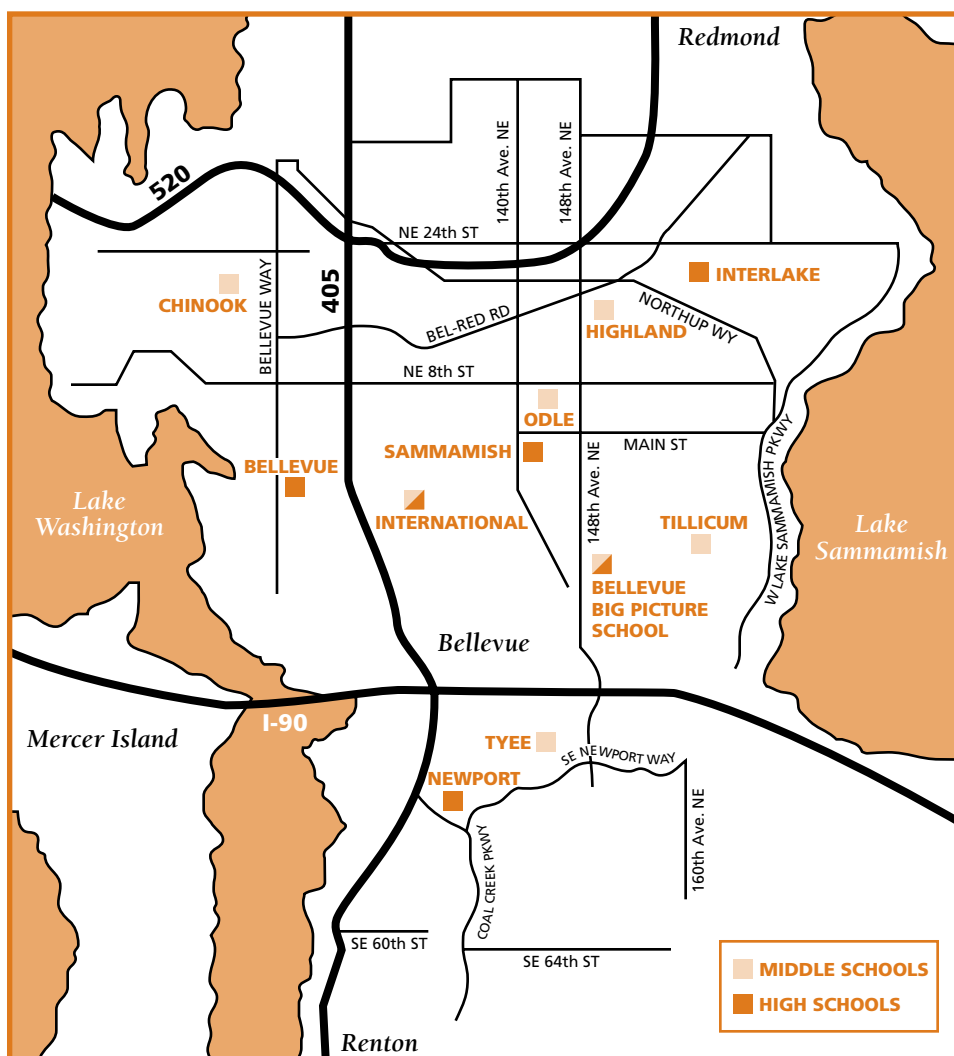 Redmond
520
140th Ave. NE
148th Ave. NE
NE 24th ST
CHINOOK
BELLEVUE WAY
405
INTERLAKE
BEL-RED RD
HIGHLAND
NORTHUP WY
NE 8th ST
ODLE
MAIN ST
SAMMAMISH
BELLEVUE
Lake
Washington
INTERNATIONAL
148th Ave. NE
TILLICUM
W LAKE SAMMAMISH PKWY
Lake
Sammamish
BELLEVUE
BIG PICTURE
SCHOOL
Bellevue
I-90
Mercer Island
TYEE
SE NEWPORT WAY
NEWPORT
COAL CREEK PKWY
160th Ave. NE
SE 60th ST
SE 64th ST
MIDDLE SCHOOLS
HIGH SCHOOLS
Renton